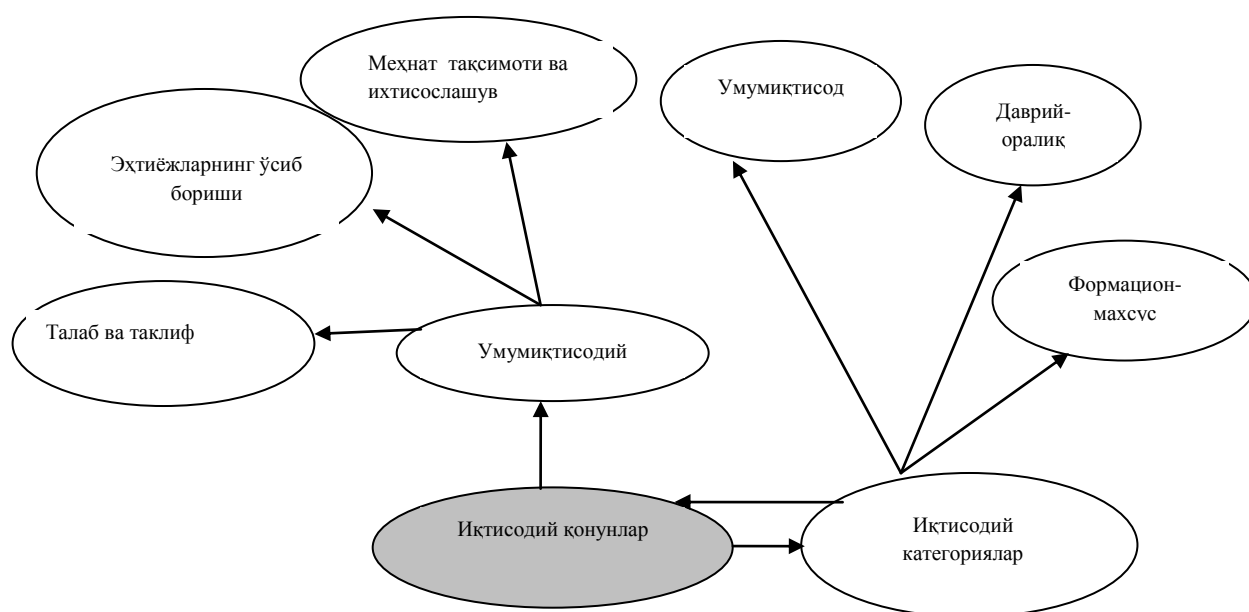 Меҳнат тақсимоти ва
ихтисослашув
Умумиқтисод
Даврий-
оралиқ
Эҳтиёжларнинг ўсиб
бориши
Формацион-
махсус
Талаб ва таклиф
Умумиқтисодий
Иқтисодий қонунлар
Иқтисодий
категориялар